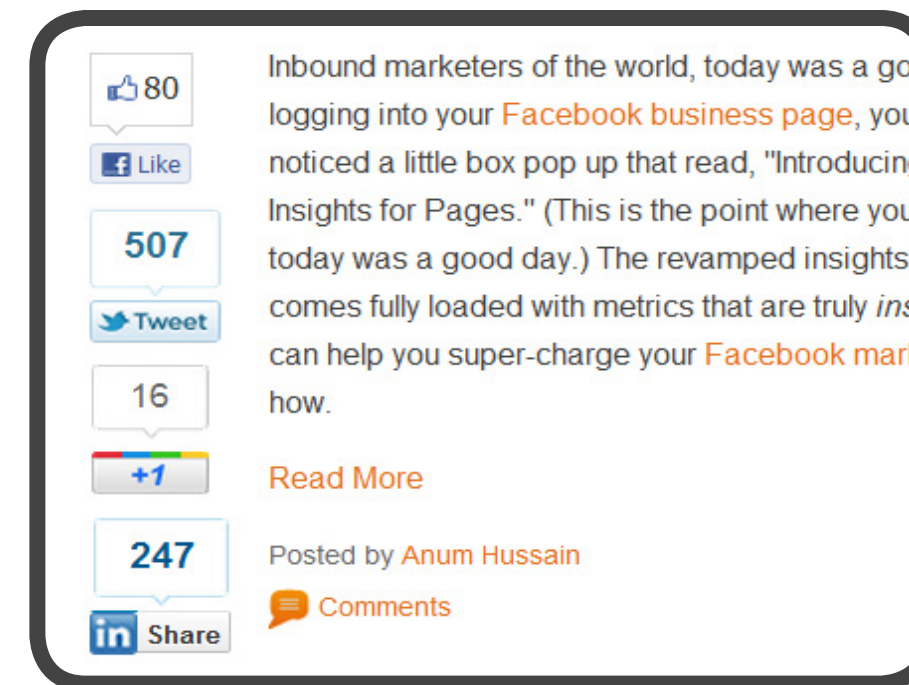 80
Like
507
Tweet
16
+1
247
in Share
Inbound marketers of the world, today was a go
logging into your Facebook business page, you
noticed a little box pop up that read, "Introducin
Insights for Pages." (This is the point where you
today was a good day.) The revamped insights
comes fully loaded with metrics that are truly ins
can help you super-charge your Facebook mar
how.
Read More
Posted by Anum Hussain
Comments